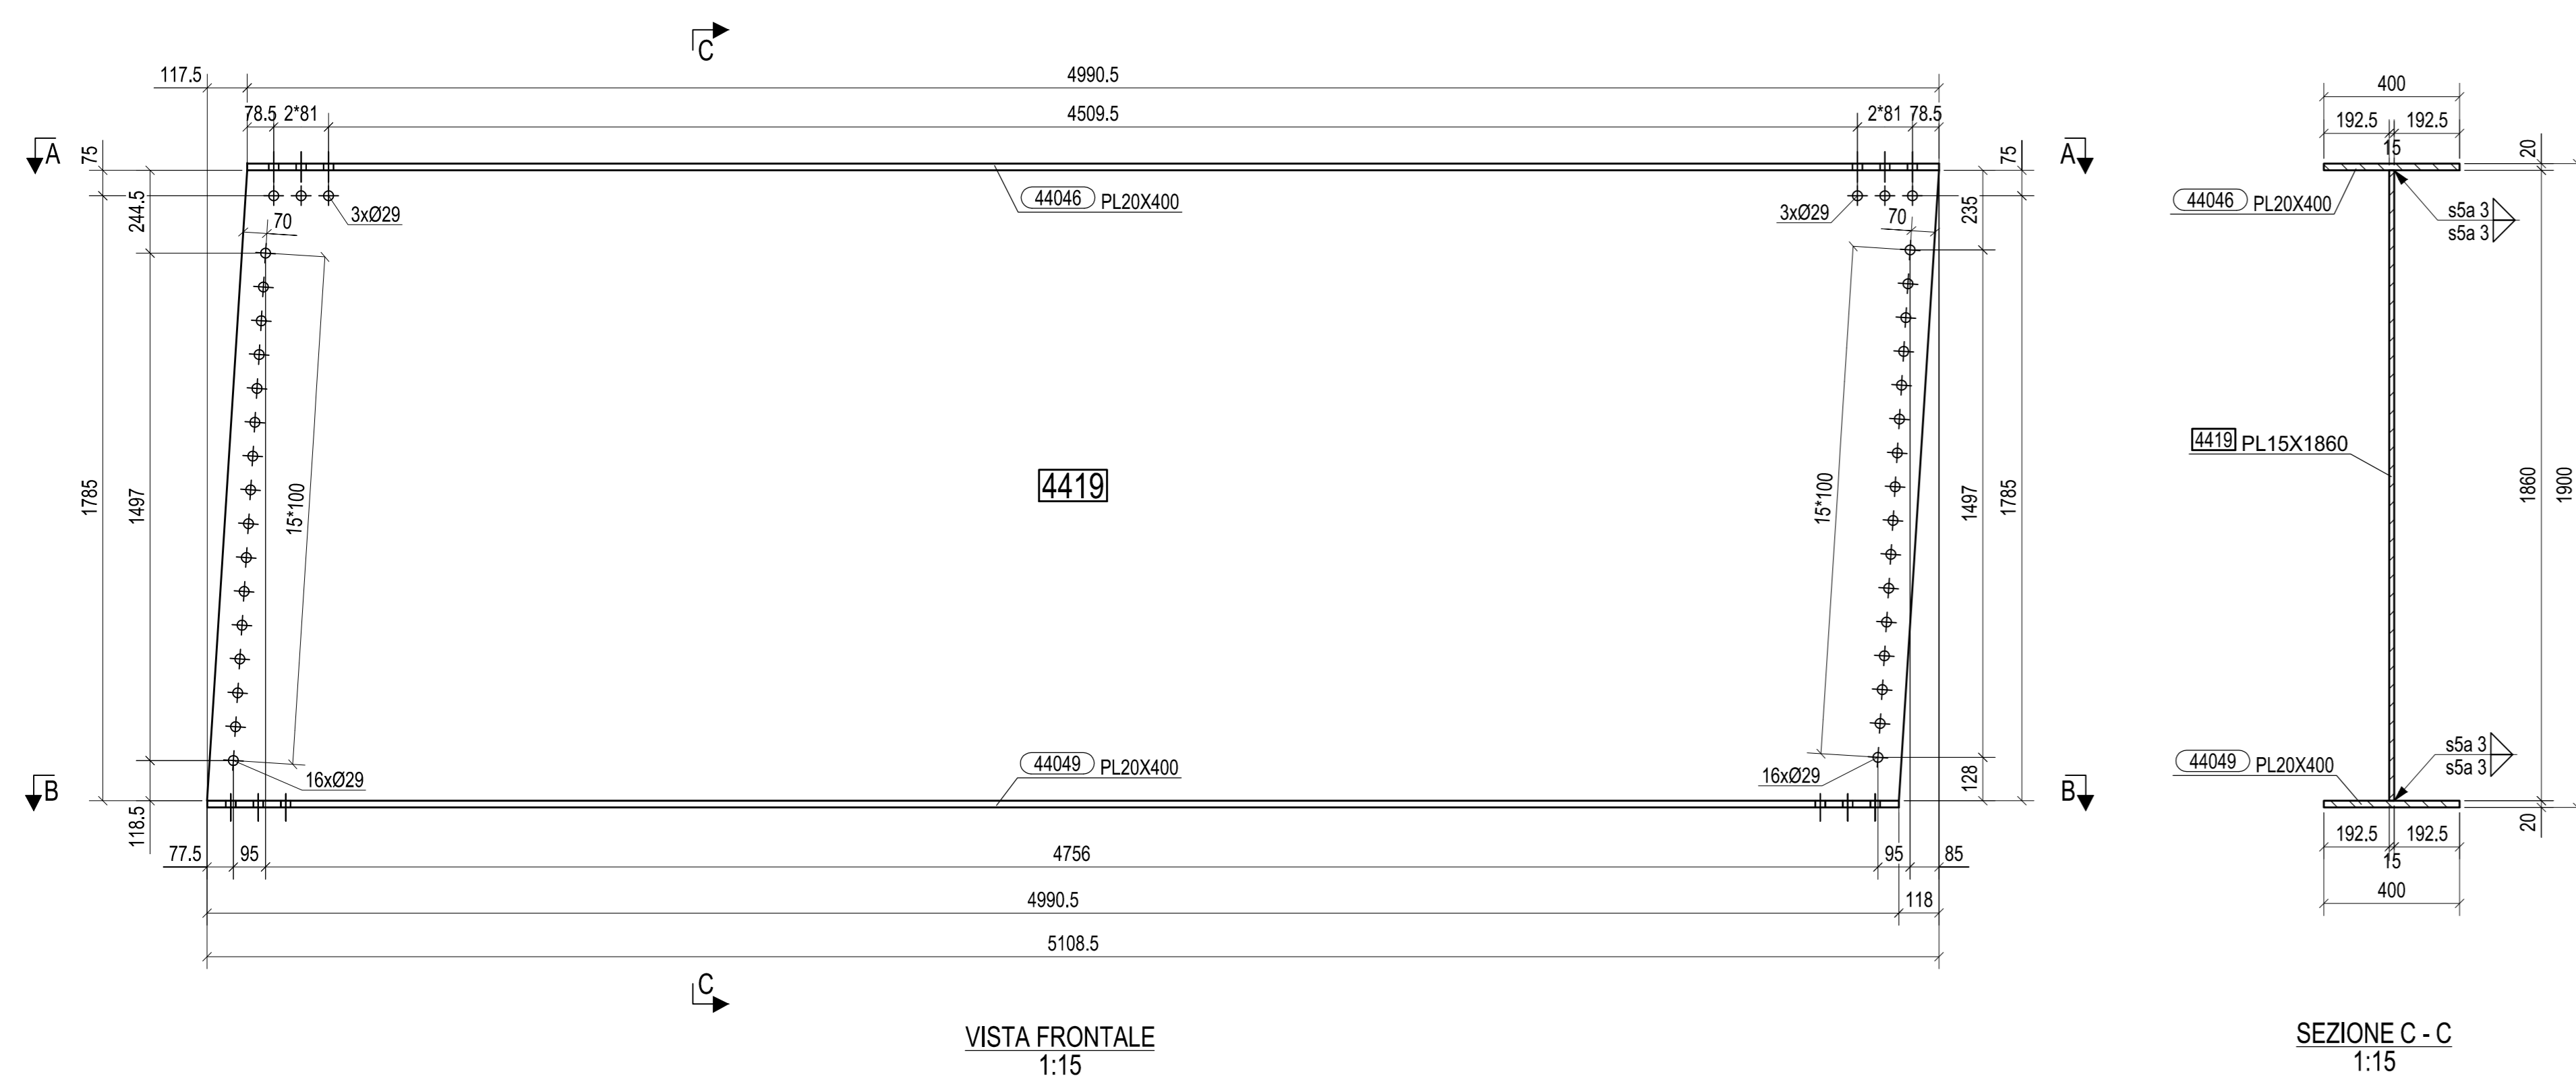 C
117.5 4990.5
78.5 2*81 4509.5 2*81 78.5
A A
75 75
244.5 235
3xØ29 3xØ29
70 70
44046 PL20X400
1785 1497 15*100
4419
15*100 1497 1785
16xØ29 16xØ29
44049 PL20X400
B B
118.5 128
77.5 95 4756 95 85
4990.5 118
5108.5
C
VISTA FRONTALE
1:15
400
192.5 192.5
15
20
44046 PL20X400
s5a 3
s5a 3
4419 PL15X1860
1860 1900
s5a 3
s5a 3
44049 PL20X400
20
192.5 192.5
15
400
SEZIONE C - C
1:15